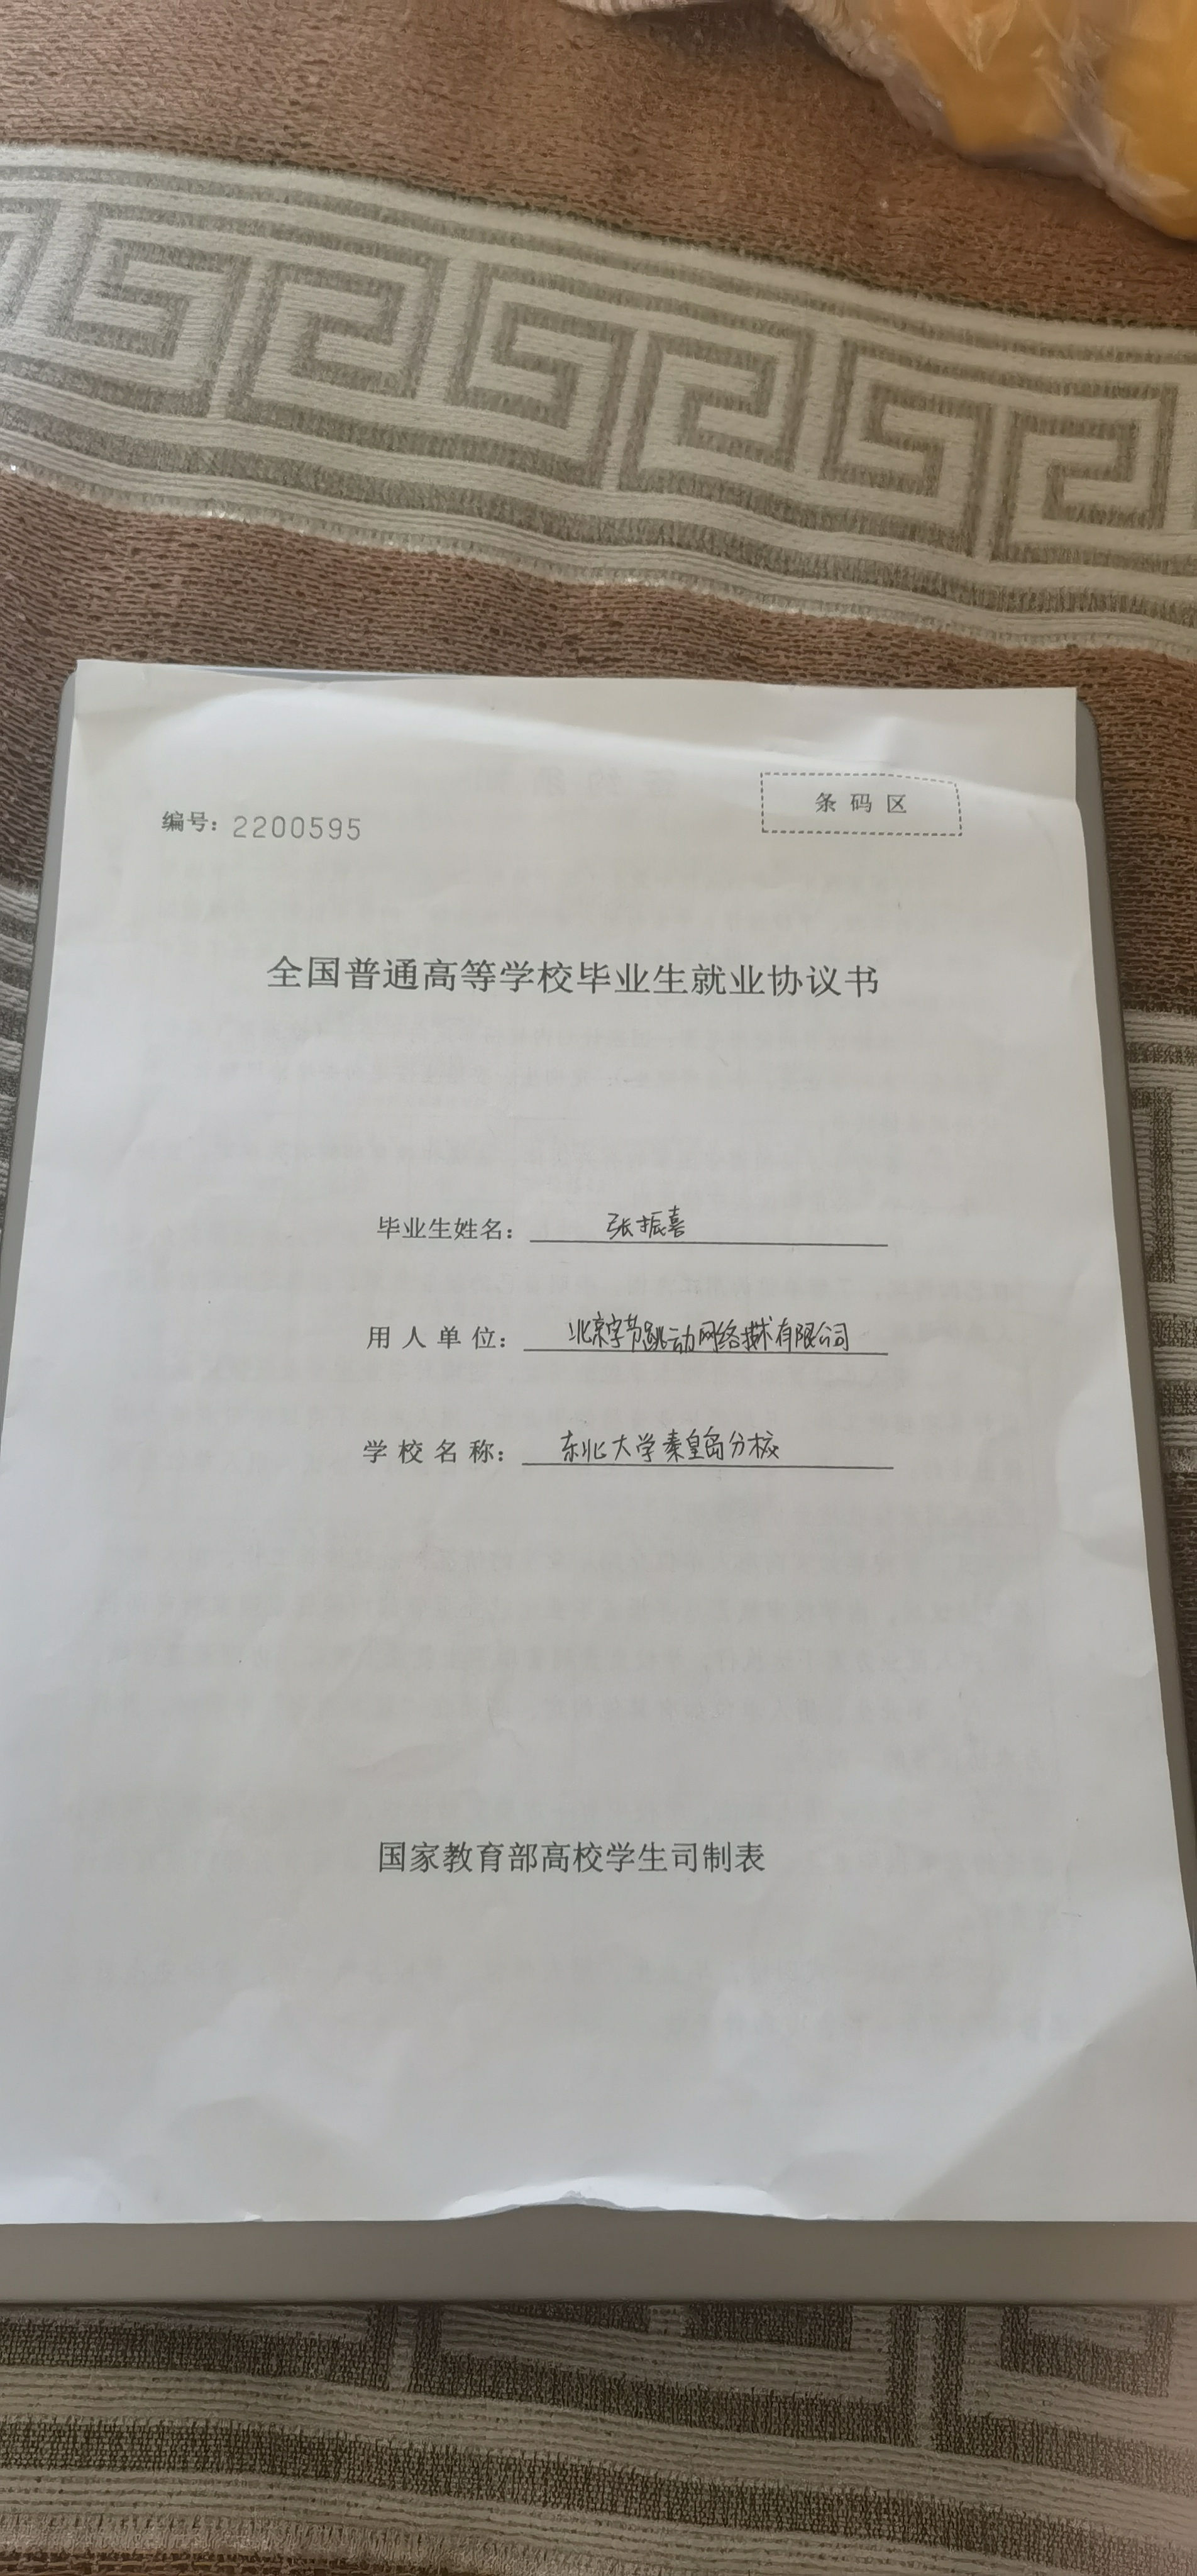 条码区
编号：2200595
全国普通高等学校毕业生就业协议书
毕业生姓名：张振喜
用人单位：北京字节跳动网络技术有限公司
学校名称：东北大学秦皇岛分校
国家教育部高校学生司制表